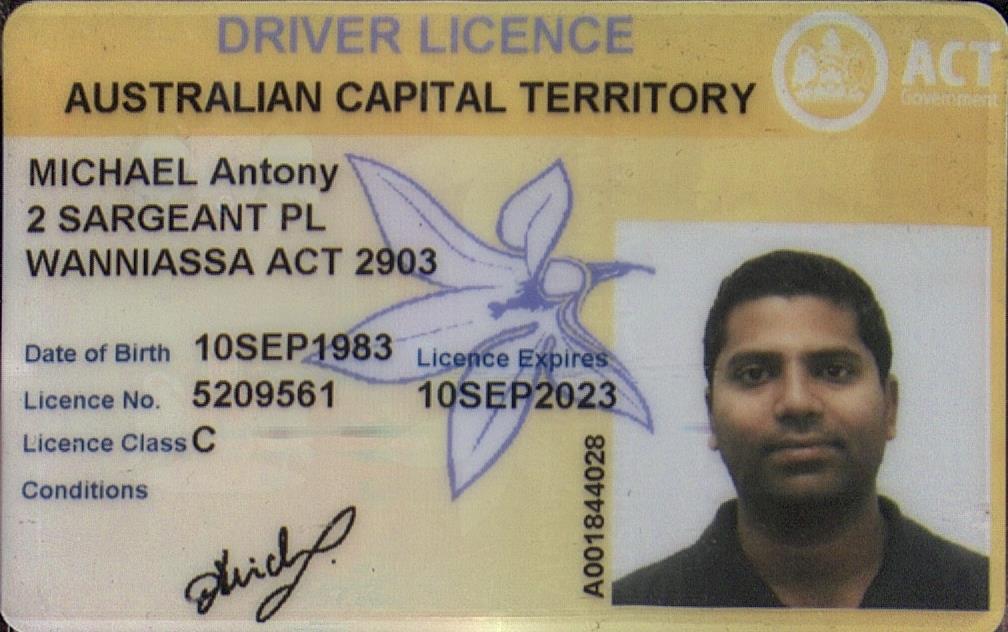 DRIVER LICENCE
AUSTRALIAN CAPITAL TERRITORY
ACT
Government
MICHAEL Antony
2 SARGEANT PL
WANNIASSA ACT 2903
Date of Birth 10SEP1983
Licence Expires
Licence No. 5209561
10SEP2023
Licence Class C
Conditions
A001844028